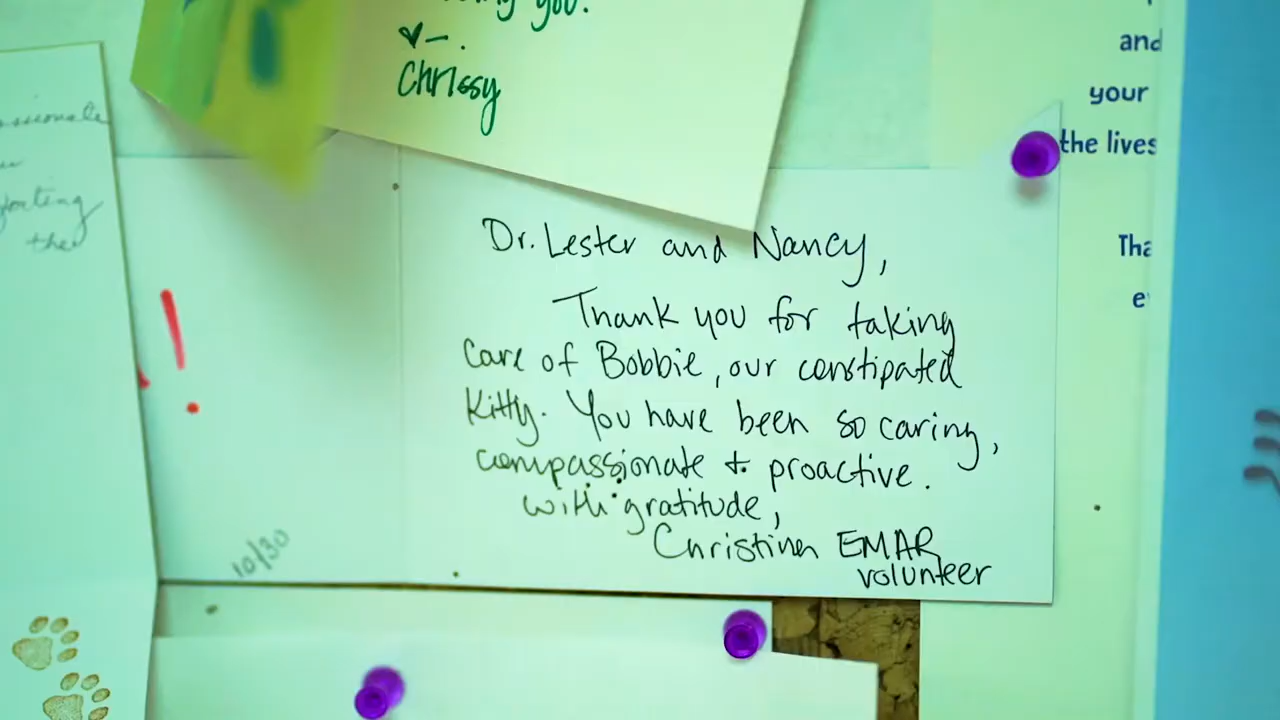 you.
♥-.
Chrissy
and
your
the lives
the
!
Dr. Lester and Nancy,
Thank you for taking
care of Bobbie, our constipated
Kitty. You have been so caring,
compassionate + proactive.
with gratitude,
Christina EMAR
volunteer
10/30